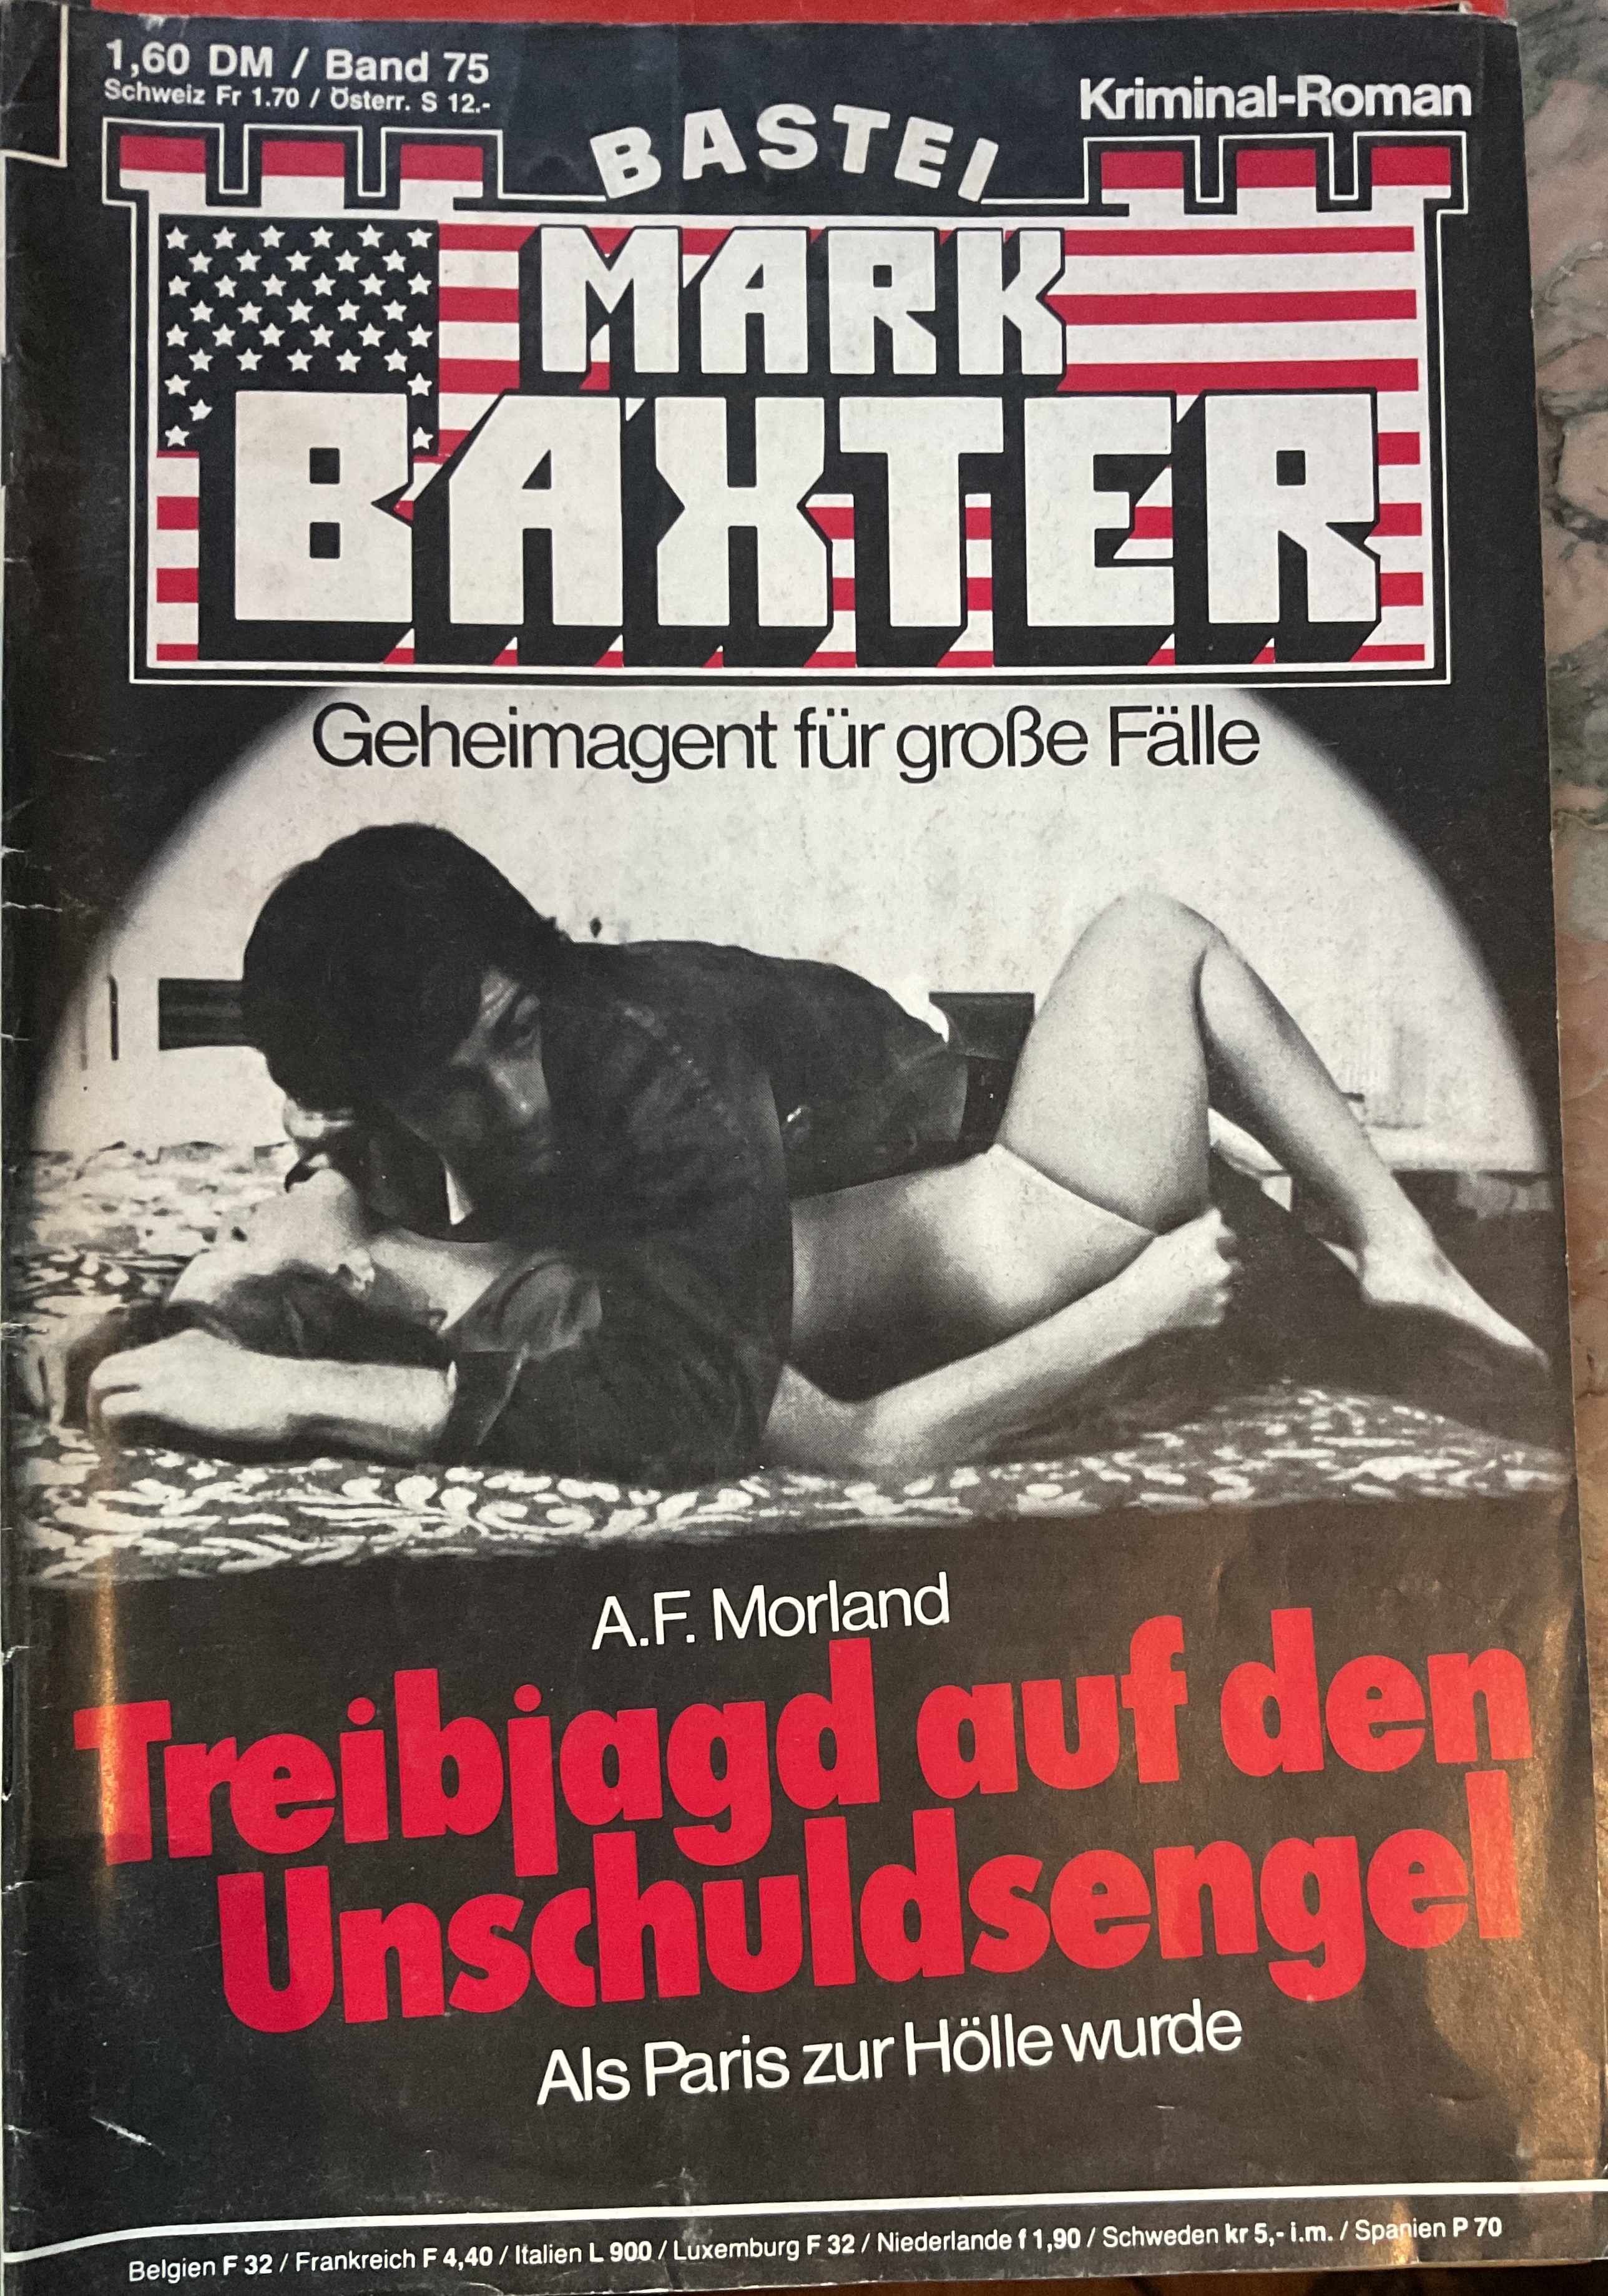 1,60 DM / Band 75
Schweiz Fr 1.70 / Österr. S 12.-
Kriminal-Roman
BASTEI
MARK
BAXTER
Geheimagent für große Fälle
A.F. Morland
Treibjagd auf den
Unschuldsengel
Als Paris zur Hölle wurde
Belgien F 32 / Frankreich F 4,40 / Italien L 900 / Luxemburg F 32 / Niederlande f 1,90 / Schweden kr 5,- i.m. / Spanien P 70